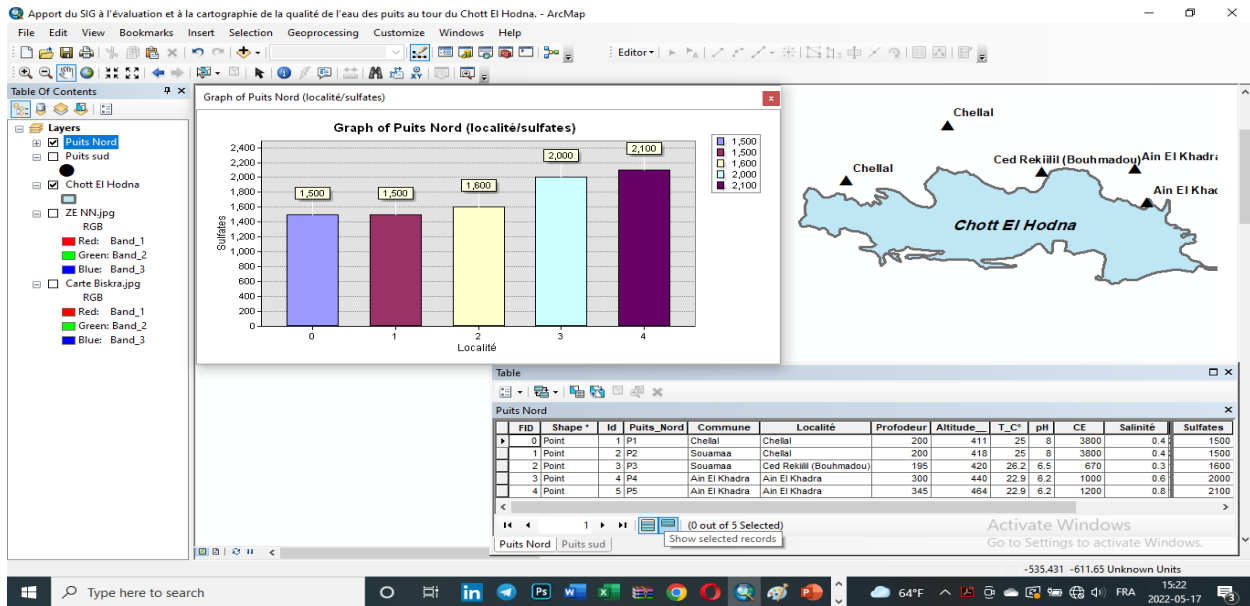 Apport du SIG à l'évaluation et à la cartographie de la qualité de l'eau des puits au tour du Chott El Hodna. - ArcMap
File Edit View Bookmarks Insert Selection Geoprocessing Customize Windows Help
Editor
Table Of Contents
Layers
Puits Nord
Puits sud
Chott El Hodna
ZE NN.jpg
RGB
Red: Band_1
Green: Band_2
Blue: Band_3
Carte Biskra.jpg
RGB
Red: Band_1
Green: Band_2
Blue: Band_3
Graph of Puits Nord (localité/sulfates)
Graph of Puits Nord (localité/sulfates)
2,400
2,200
2,000
1,800
1,600
1,400
1,200
1,000
800
600
400
200
0
Sulfates
1,500
1,500
1,600
2,000
2,100
0 1 2 3 4
Localité
1,500
1,500
1,600
2,000
2,100
Chellal
Chellal
Ced Rekiilil (Bouhmadou)
Ain El Khadra
Ain El Khac
Chott El Hodna
Table
Puits Nord
FID Shape * Id Puits_Nord Commune Localité Profodeur Altitude__ T_C° pH CE Salinité Sulfates
0 Point 1 P1 Chellal Chellal 200 411 25 8 3800 0.4 1500
1 Point 2 P2 Souamaa Chellal 200 418 25 8 3800 0.4 1500
2 Point 3 P3 Souamaa Ced Rekiilil (Bouhmadou) 195 420 26.2 6.5 670 0.3 1600
3 Point 4 P4 Ain El Khadra Ain El Khadra 300 440 22.9 6.2 1000 0.6 2000
4 Point 5 P5 Ain El Khadra Ain El Khadra 345 464 22.9 6.2 1200 0.8 2100
1 (0 out of 5 Selected)
Show selected records
Puits Nord Puits sud
Activate Windows
Go to Settings to activate Windows.
-535.431 -611.65 Unknown Units
Type here to search
64°F
FRA
15:22
2022-05-17
3